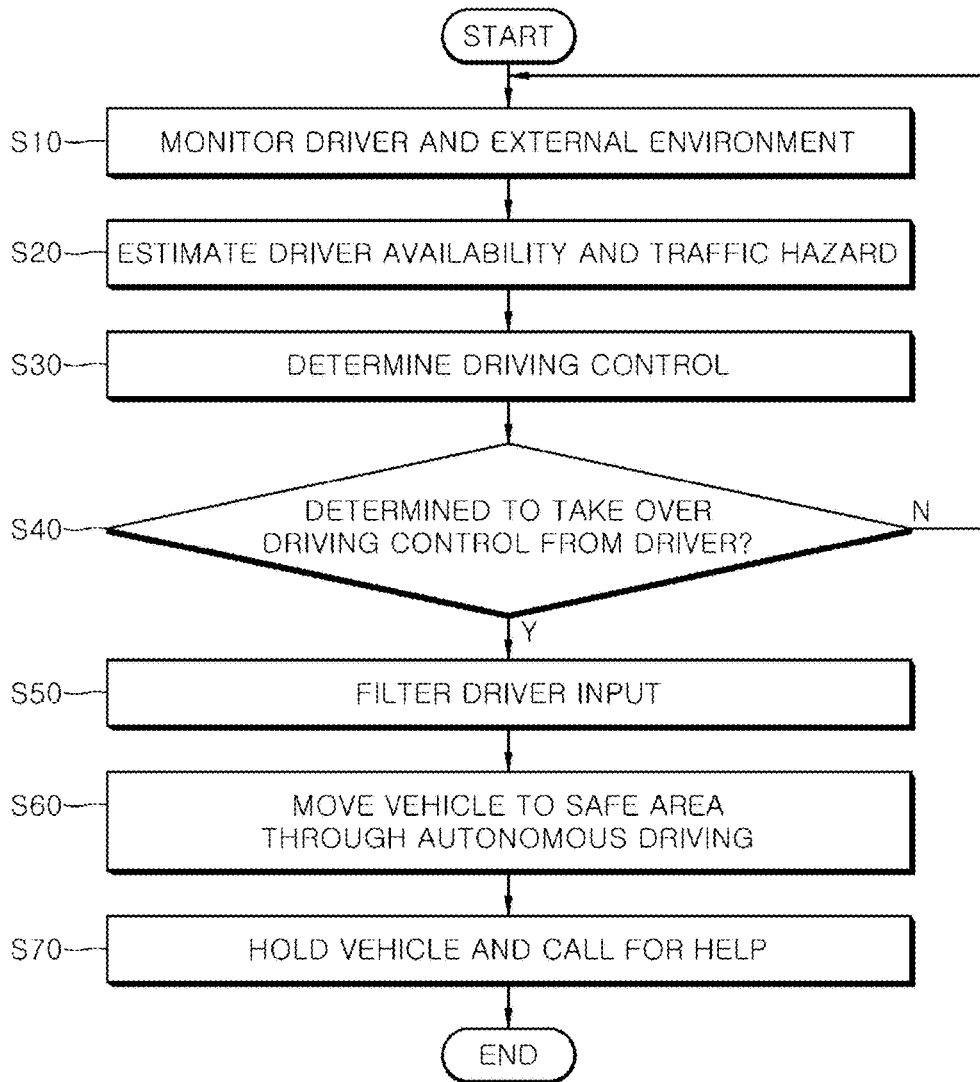 START
S10
MONITOR DRIVER AND EXTERNAL ENVIRONMENT
S20
ESTIMATE DRIVER AVAILABILITY AND TRAFFIC HAZARD
S30
DETERMINE DRIVING CONTROL
S40
DETERMINED TO TAKE OVER
DRIVING CONTROL FROM DRIVER?
N
Y
S50
FILTER DRIVER INPUT
S60
MOVE VEHICLE TO SAFE AREA
THROUGH AUTONOMOUS DRIVING
S70
HOLD VEHICLE AND CALL FOR HELP
END